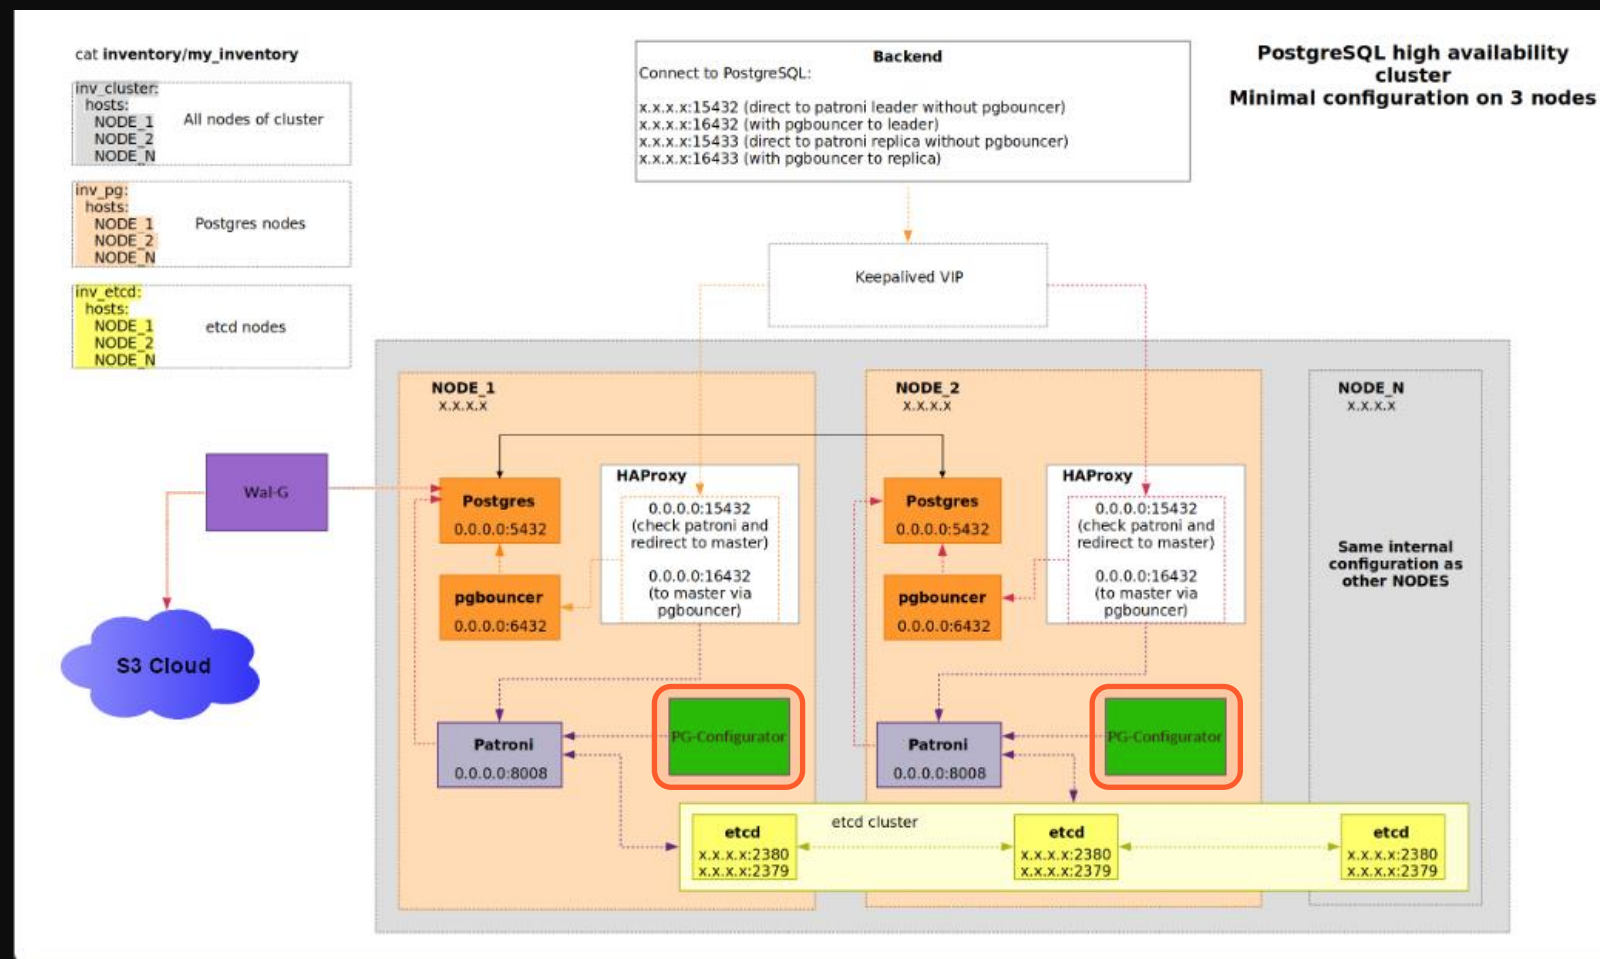 cat inventory/my_inventory
inv_cluster:
hosts:
NODE_1
NODE_2
NODE_N
All nodes of cluster
inv_pg:
hosts:
NODE_1
NODE_2
NODE_N
Postgres nodes
inv_etcd:
hosts:
NODE_1
NODE_2
NODE_N
etcd nodes
Backend
Connect to PostgreSQL:
x.x.x.x:15432 (direct to patroni leader without pgbouncer)
x.x.x.x:16432 (with pgbouncer to leader)
x.x.x.x:15433 (direct to patroni replica without pgbouncer)
x.x.x.x:16433 (with pgbouncer to replica)
PostgreSQL high availability
cluster
Minimal configuration on 3 nodes
Keepalived VIP
Wal-G
S3 Cloud
NODE_1
x.x.x.x
Postgres
0.0.0.0:5432
pgbouncer
0.0.0.0:6432
HAProxy
0.0.0.0:15432
(check patroni and
redirect to master)
0.0.0.0:16432
(to master via
pgbouncer)
Patroni
0.0.0.0:8008
PG-Configurator
NODE_2
x.x.x.x
Postgres
0.0.0.0:5432
pgbouncer
0.0.0.0:6432
HAProxy
0.0.0.0:15432
(check patroni and
redirect to master)
0.0.0.0:16432
(to master via
pgbouncer)
Patroni
0.0.0.0:8008
PG-Configurator
NODE_N
x.x.x.x
Same internal
configuration as
other NODES
etcd cluster
etcd
x.x.x.x:2380
x.x.x.x:2379
etcd
x.x.x.x:2380
x.x.x.x:2379
etcd
x.x.x.x:2380
x.x.x.x:2379